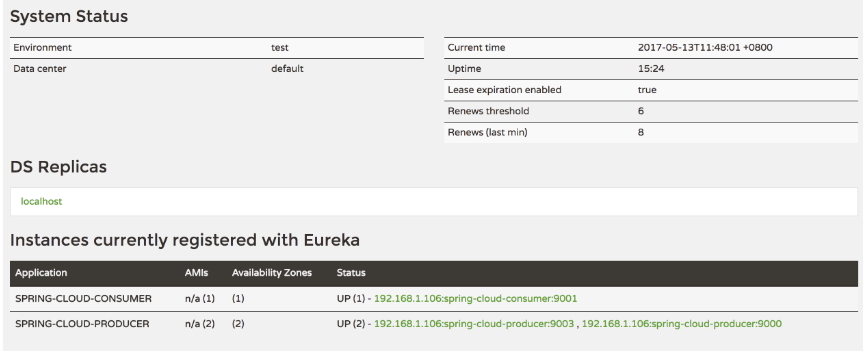 System Status
Environment test
Data center default
Current time 2017-05-13T11:48:01 +0800
Uptime 15:24
Lease expiration enabled true
Renews threshold 6
Renews (last min) 8
DS Replicas
localhost
Instances currently registered with Eureka
Application AMIs Availability Zones Status
SPRING-CLOUD-CONSUMER n/a (1) (1) UP (1) - 192.168.1.106:spring-cloud-consumer:9001
SPRING-CLOUD-PRODUCER n/a (2) (2) UP (2) - 192.168.1.106:spring-cloud-producer:9003 , 192.168.1.106:spring-cloud-producer:9000